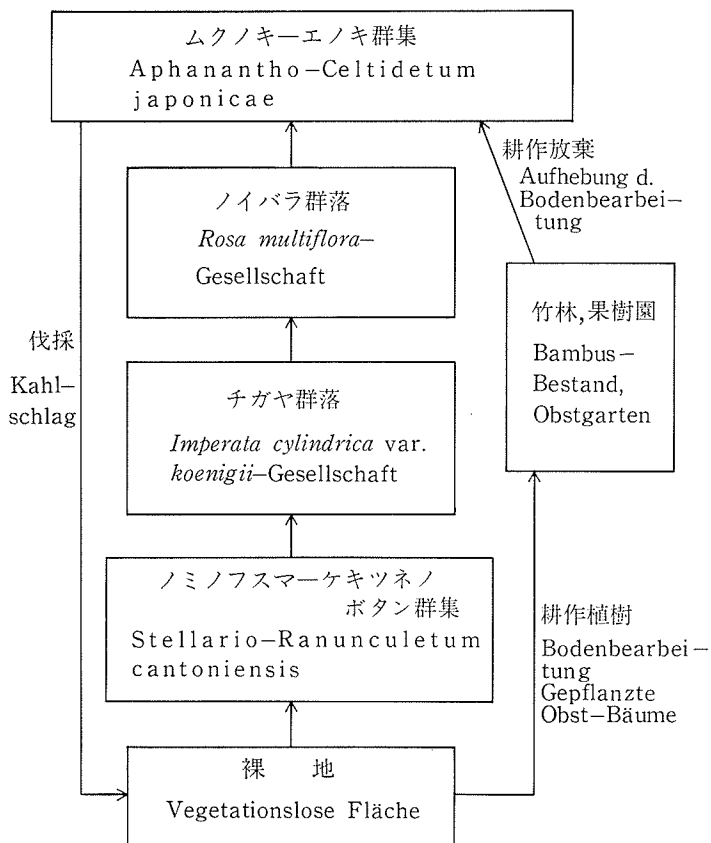 ムクノキーエノキ群集
Aphanantho–Celtidetum
japonicae
耕作放棄
Aufhebung d.
Bodenbearbei–
tung
ノイバラ群落
Rosa multiflora–
Gesellschaft
竹林,果樹園
Bambus–
Bestand,
Obstgarten
伐採
Kahl–
schlag
チガヤ群落
Imperata cylindrica var.
koenigii–Gesellschaft
ノミノフスマーケキツネノ
ボタン群集
Stellario–Ranunculetum
cantoniensis
耕作植樹
Bodenbearbei–
tung
Gepflanzte
Obst–Bäume
裸 地
Vegetationslose Fläche